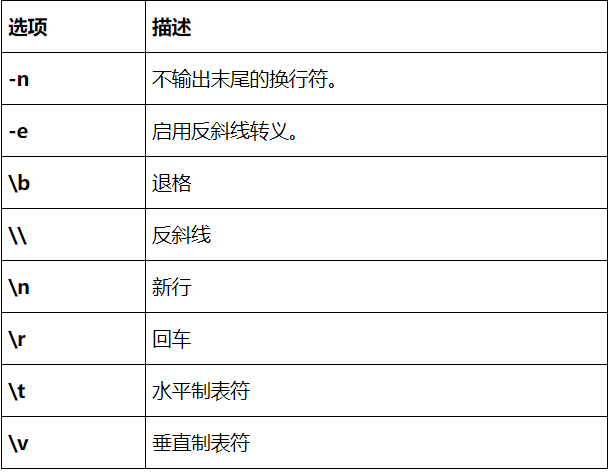 选项 描述
-n 不输出末尾的换行符。
-e 启用反斜线转义。
\b 退格
\\ 反斜线
\n 新行
\r 回车
\t 水平制表符
\v 垂直制表符